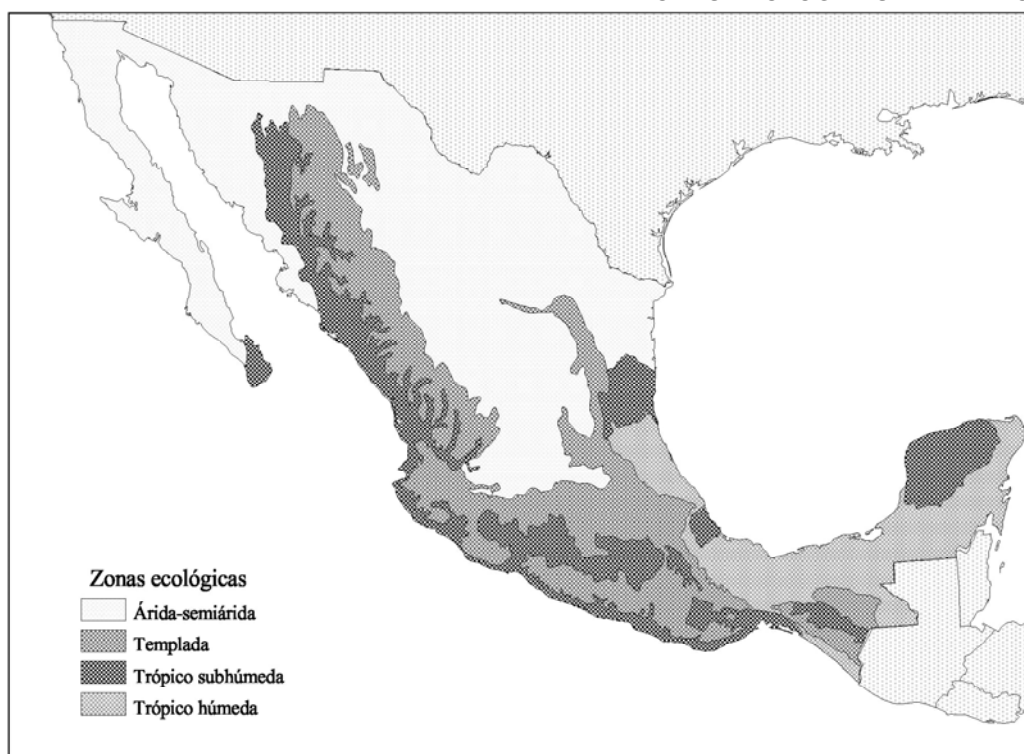 Zonas ecológicas
Árida-semiárida
Templada
Trópico subhúmeda
Trópico húmeda